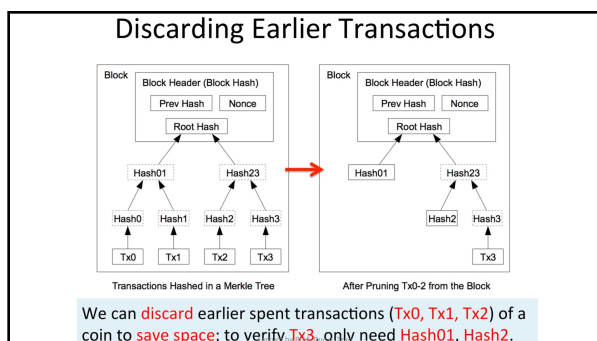 Discarding Earlier Transactions
Block
Block Header (Block Hash)
Prev Hash
Nonce
Root Hash
Hash01
Hash23
Hash0
Hash1
Hash2
Hash3
Tx0
Tx1
Tx2
Tx3
Transactions Hashed in a Merkle Tree
Block
Block Header (Block Hash)
Prev Hash
Nonce
Root Hash
Hash01
Hash23
Hash2
Hash3
Tx3
After Pruning Tx0-2 from the Block
We can discard earlier spent transactions (Tx0, Tx1, Tx2) of a
coin to save space; to verify Tx3, only need Hash01, Hash2,